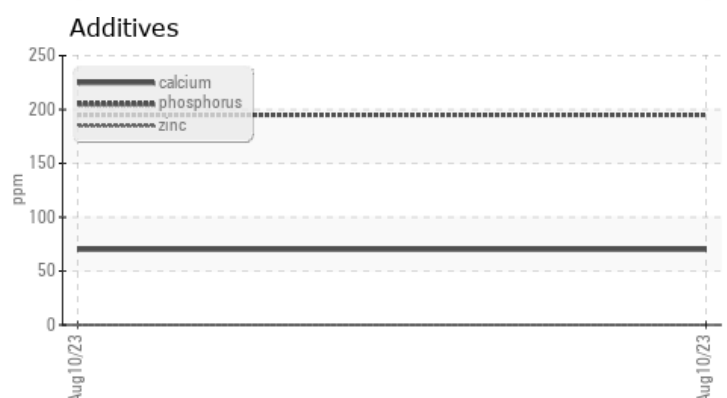 Additives
250
200
150
100
50
0
ppm
calcium
phosphorus
zinc
Aug10/23
Aug10/23